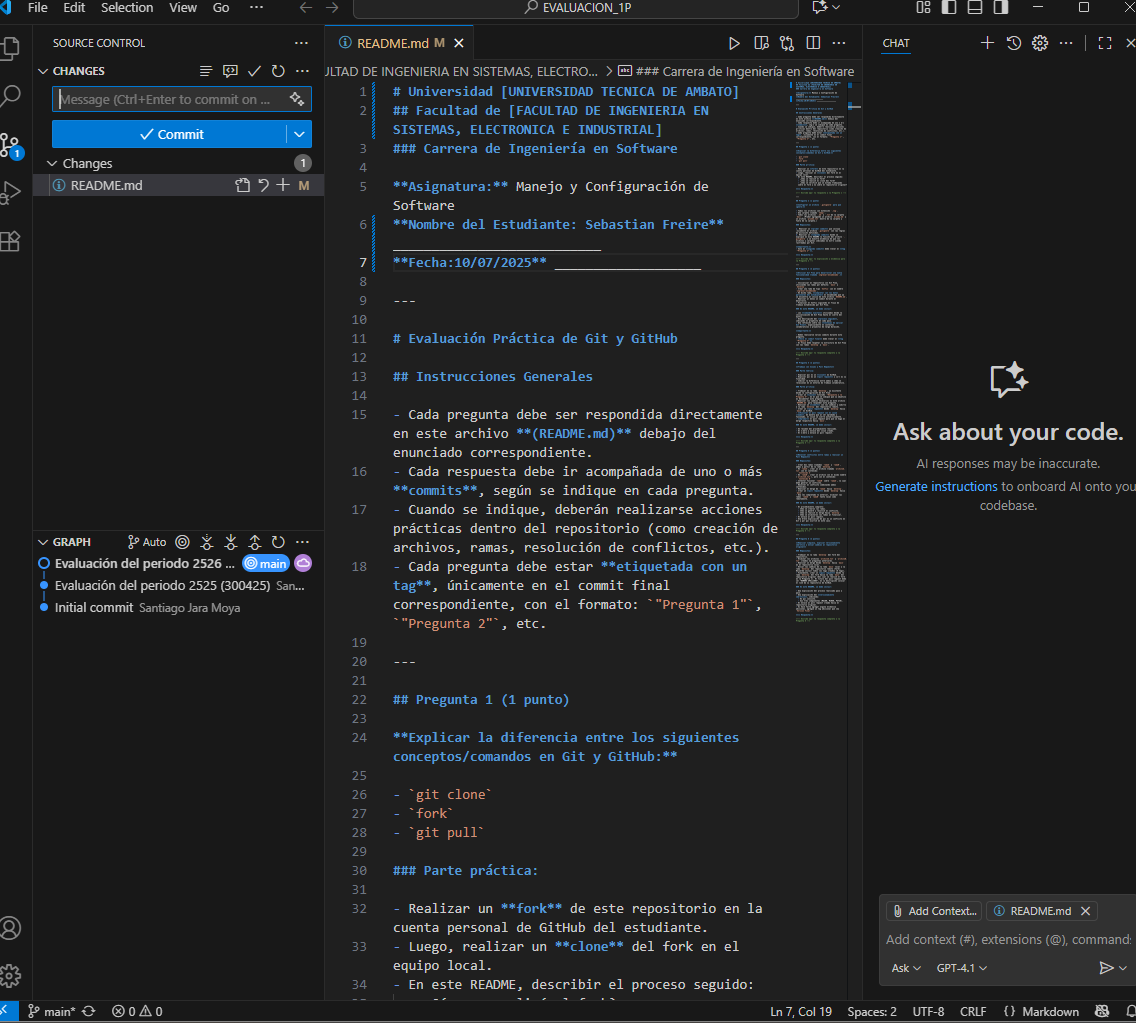 File Edit Selection View Go ··· ← → EVALUACION_1P
SOURCE CONTROL ···
CHANGES ···
Message (Ctrl+Enter to commit on ...
Commit
Changes 1
README.md M
GRAPH Auto ···
Evaluación del periodo 2526 ... main
Evaluación del periodo 2525 (300425) San...
Initial commit Santiago Jara Moya
1
README.md M ···
ULTAD DE INGENIERIA EN SISTEMAS, ELECTRO... > ### Carrera de Ingeniería en Software
1 # Universidad [UNIVERSIDAD TECNICA DE AMBATO]
2 ## Facultad de [FACULTAD DE INGENIERIA EN
SISTEMAS, ELECTRONICA E INDUSTRIAL]
3 ### Carrera de Ingeniería en Software
4
5 **Asignatura:** Manejo y Configuración de
Software
6 **Nombre del Estudiante: Sebastian Freire**
__________________________
7 **Fecha:10/07/2025** __________________
8
9 ---
10
11 # Evaluación Práctica de Git y GitHub
12
13 ## Instrucciones Generales
14
15 - Cada pregunta debe ser respondida directamente
en este archivo **(README.md)** debajo del
enunciado correspondiente.
16 - Cada respuesta debe ir acompañada de uno o más
**commits**, según se indique en cada pregunta.
17 - Cuando se indique, deberán realizarse acciones
prácticas dentro del repositorio (como creación de
archivos, ramas, resolución de conflictos, etc.).
18 - Cada pregunta debe estar **etiquetada con un
tag**, únicamente en el commit final
correspondiente, con el formato: `"Pregunta 1"`,
`"Pregunta 2"`, etc.
19
20 ---
21
22 ## Pregunta 1 (1 punto)
23
24 **Explicar la diferencia entre los siguientes
conceptos/comandos en Git y GitHub:**
25
26 - `git clone`
27 - `fork`
28 - `git pull`
29
30 ### Parte práctica:
31
32 - Realizar un **fork** de este repositorio en la
cuenta personal de GitHub del estudiante.
33 - Luego, realizar un **clone** del fork en el
equipo local.
34 - En este README, describir el proceso seguido:
CHAT ···
Ask about your code.
AI responses may be inaccurate.
Generate instructions to onboard AI onto you
codebase.
Add Context... README.md
Add context (#), extensions (@), command
Ask GPT-4.1
main* 0 0 Ln 7, Col 19 Spaces: 2 UTF-8 CRLF {} Markdown